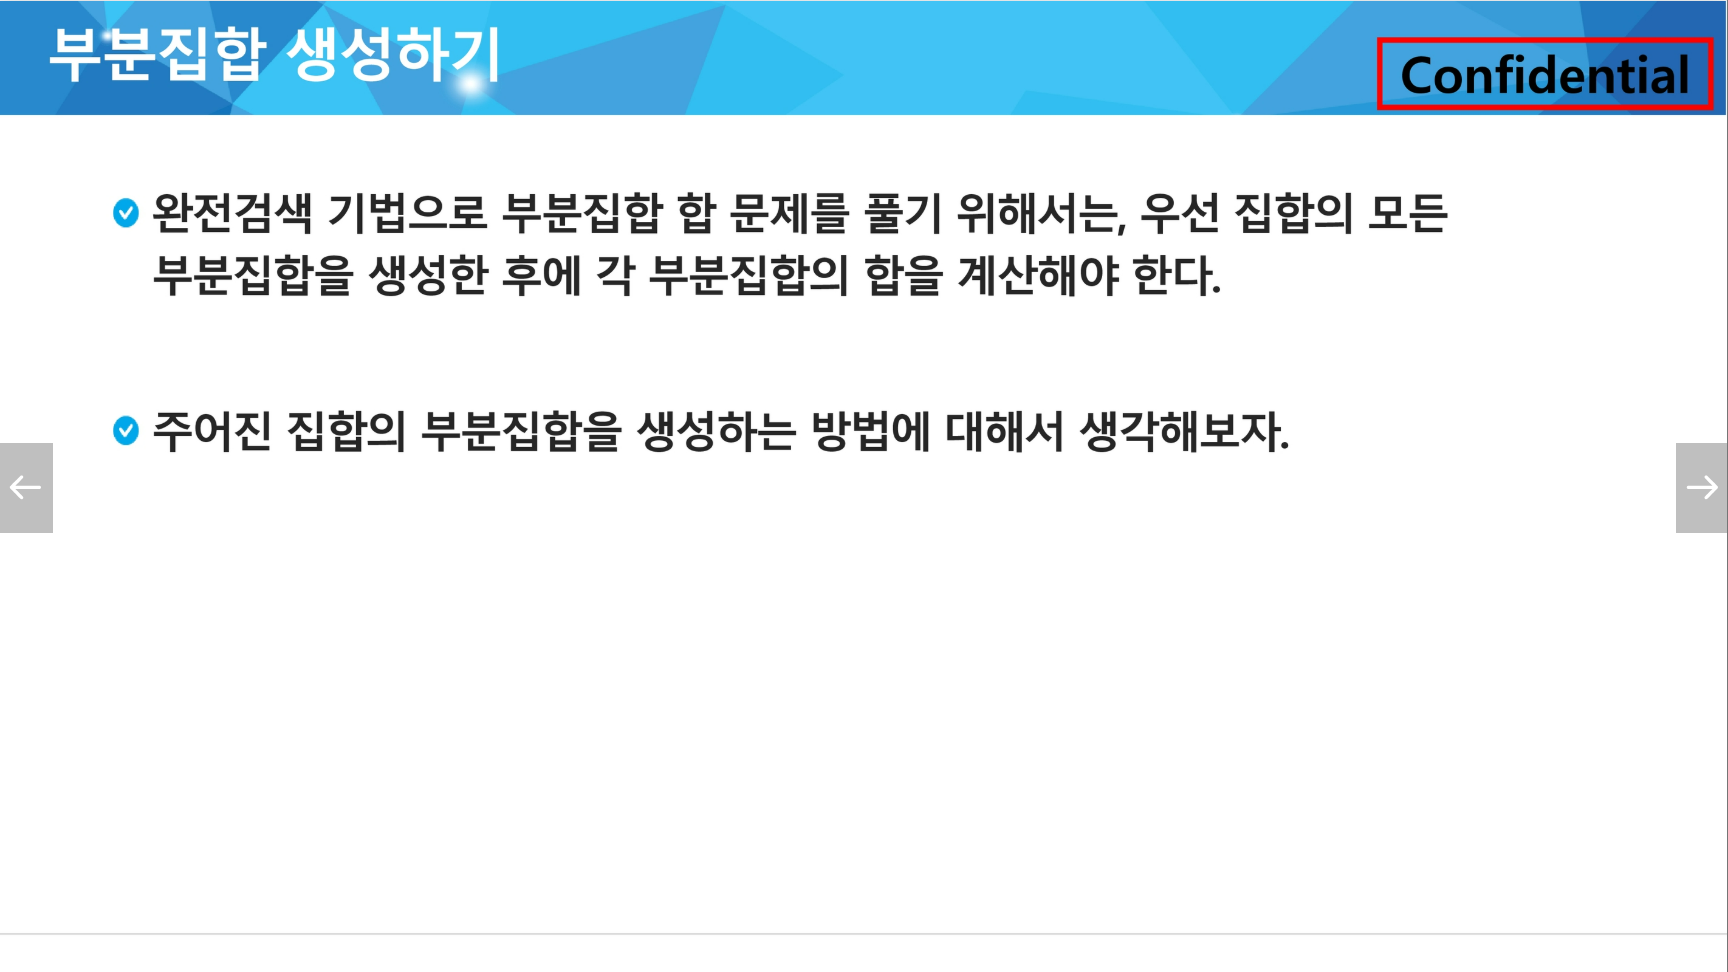 부분집합 생성하기
Confidential
완전검색 기법으로 부분집합 합 문제를 풀기 위해서는, 우선 집합의 모든
부분집합을 생성한 후에 각 부분집합의 합을 계산해야 한다.
주어진 집합의 부분집합을 생성하는 방법에 대해서 생각해보자.